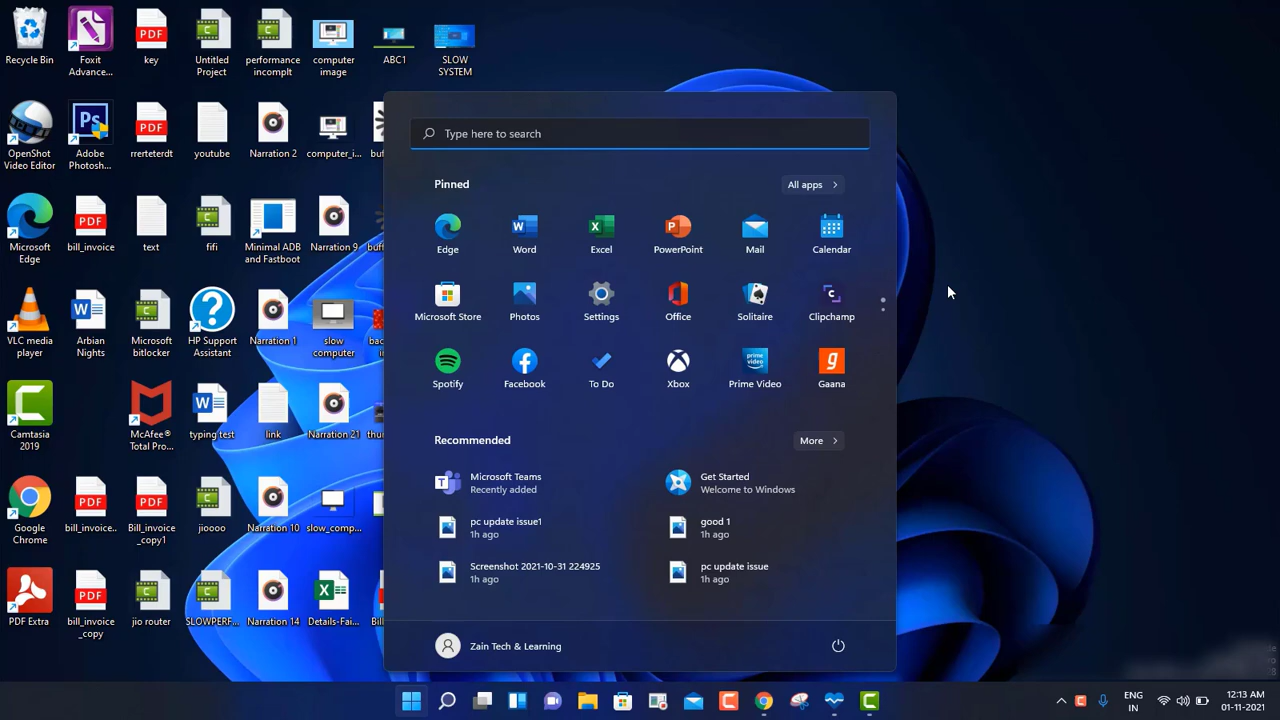 Recycle Bin
Foxit
Advance...
key
Untitled
Project
performance
incomplt
computer
image
ABC1
SLOW
SYSTEM
OpenShot
Video Editor
Adobe
Photosh...
rrerteterdt
youtube
Narration 2
computer_i...
Microsoft
Edge
bill_invoice
text
fifi
Minimal ADB
and Fastboot
Narration 9
VLC media
player
Arbian
Nights
Microsoft
bitlocker
HP Support
Assistant
Narration 1
slow
computer
Camtasia
2019
McAfee®
Total Pro...
typing test
link
Narration 21
Google
Chrome
bill_invoice..
Bill_invoice
_copy1
jioooo
Narration 10
slow_comp...
PDF Extra
bill_invoice
_copy
jio router
SLOWPERF...
Narration 14
Details-Fai...
Type here to search
Pinned
All apps
Edge
Word
Excel
PowerPoint
Mail
Calendar
Microsoft Store
Photos
Settings
Office
Solitaire
Clipchamp
Spotify
Facebook
To Do
Xbox
Prime Video
Gaana
Recommended
More
Microsoft Teams
Recently added
Get Started
Welcome to Windows
pc update issue1
1h ago
good 1
1h ago
Screenshot 2021-10-31 224925
1h ago
pc update issue
1h ago
Zain Tech & Learning
ENG
IN
12:13 AM
01-11-2021